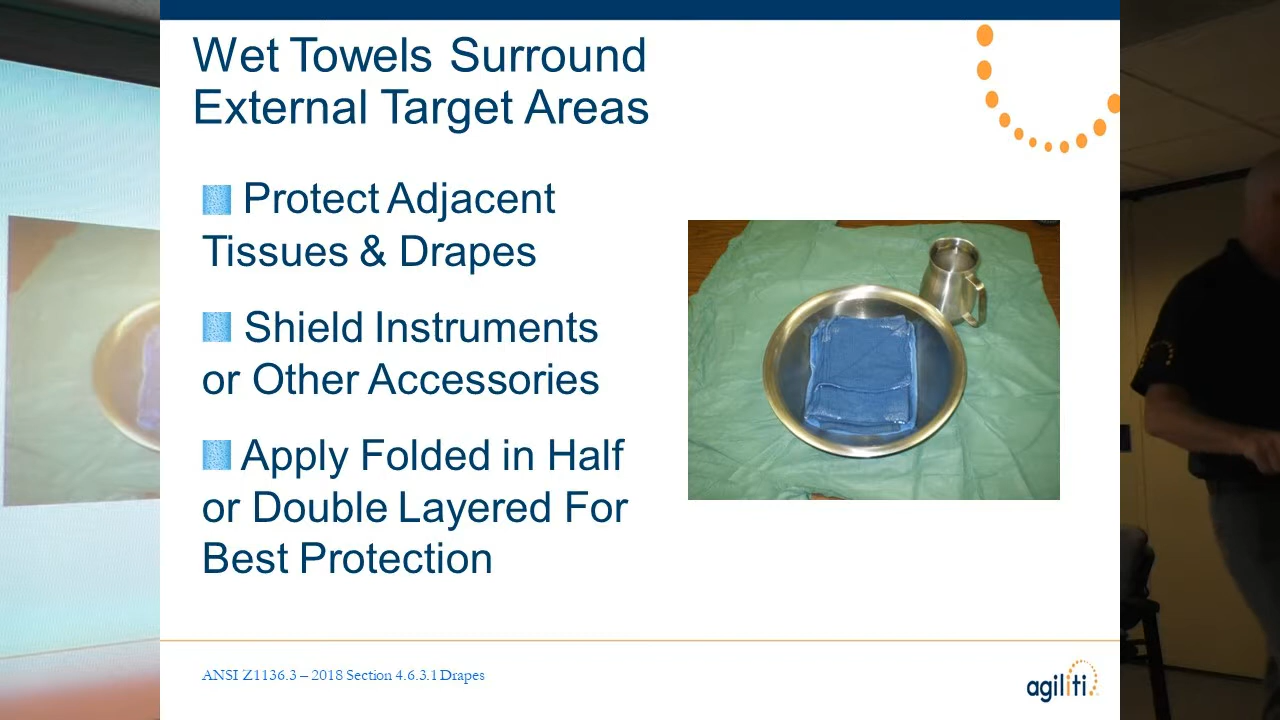 Wet Towels Surround
External Target Areas
Protect Adjacent
Tissues & Drapes
Shield Instruments
or Other Accessories
Apply Folded in Half
or Double Layered For
Best Protection
ANSI Z1136.3 – 2018 Section 4.6.3.1 Drapes
agiliti